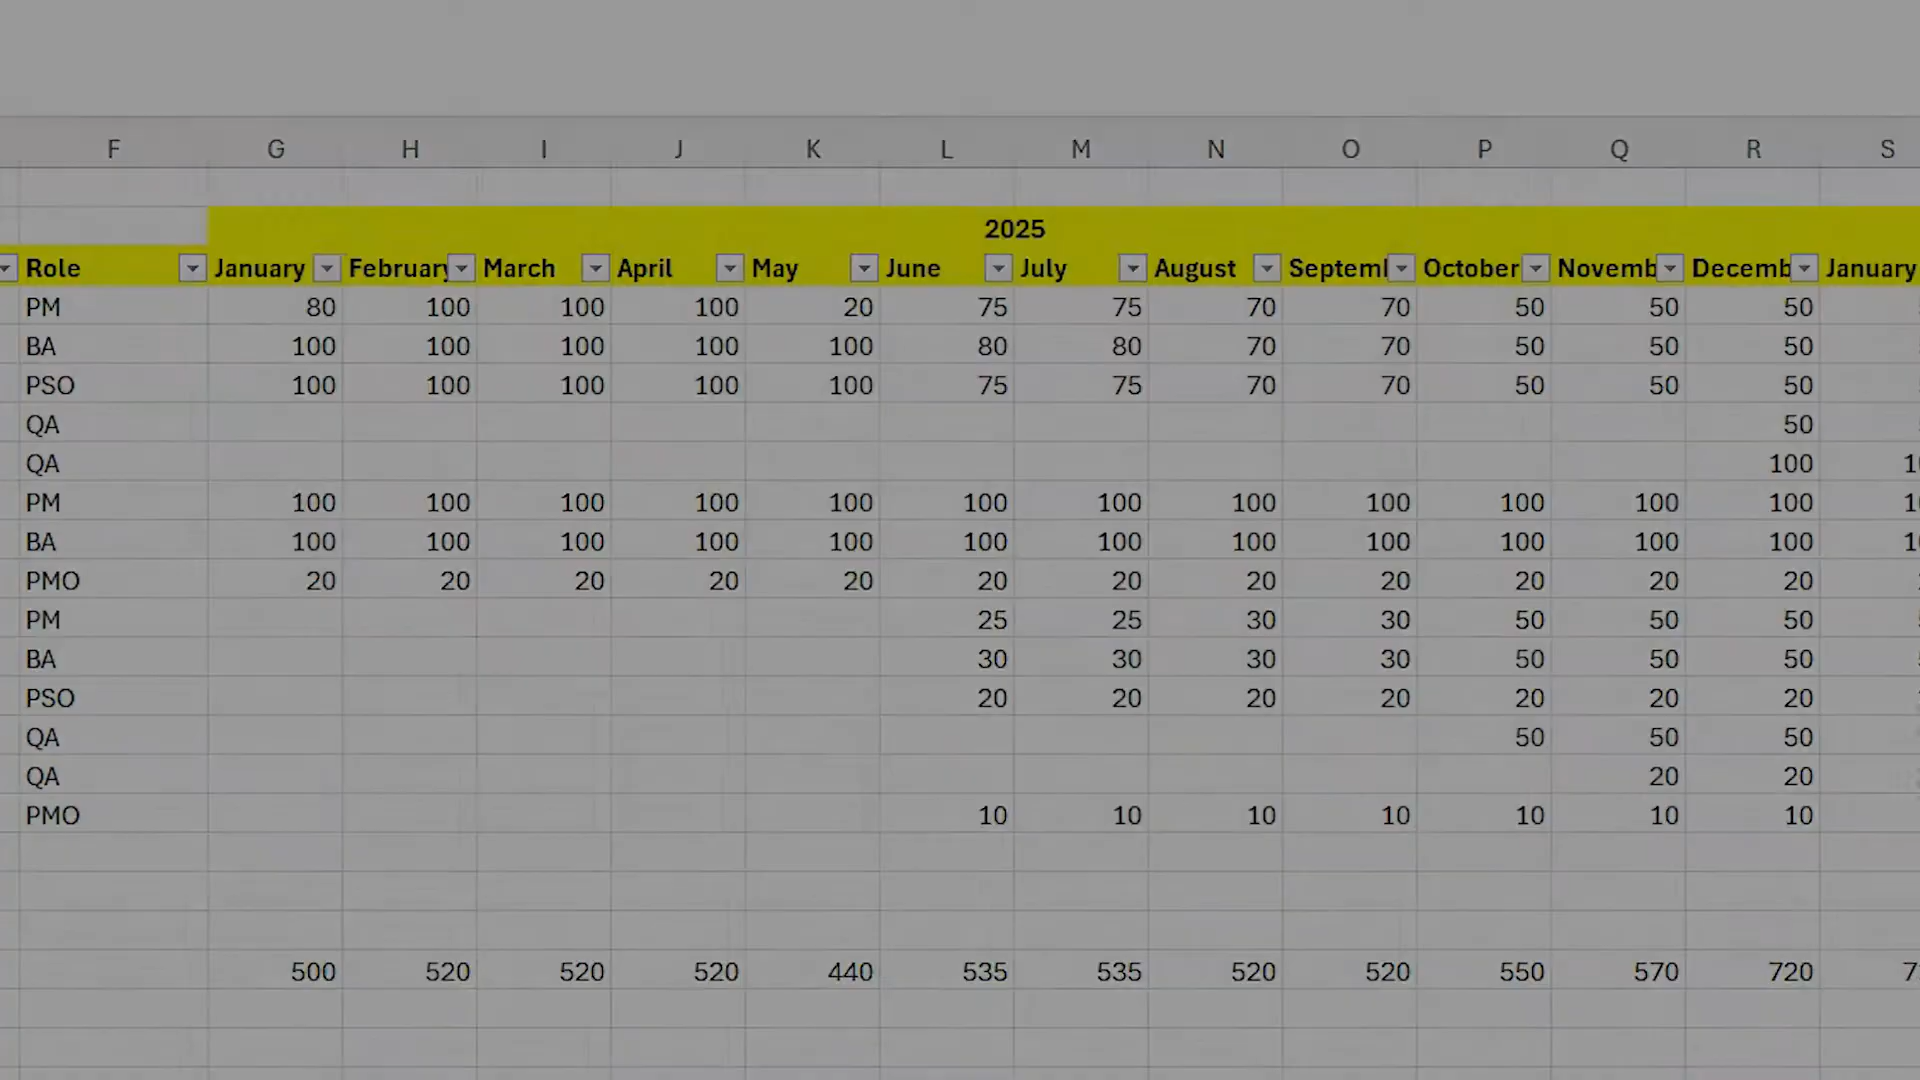 F G H I J K L M N O P Q R S
2025
Role January February March April May June July August Septeml October Novemb Decemb January
PM 80 100 100 100 20 75 75 70 70 50 50 50
BA 100 100 100 100 100 80 80 70 70 50 50 50
PSO 100 100 100 100 100 75 75 70 70 50 50 50
QA 50
QA 100
PM 100 100 100 100 100 100 100 100 100 100 100 100
BA 100 100 100 100 100 100 100 100 100 100 100 100
PMO 20 20 20 20 20 20 20 20 20 20 20 20
PM 25 25 30 30 50 50 50
BA 30 30 30 30 50 50 50
PSO 20 20 20 20 20 20 20
QA 50 50 50
QA 20 20
PMO 10 10 10 10 10 10 10
500 520 520 520 440 535 535 520 520 550 570 720